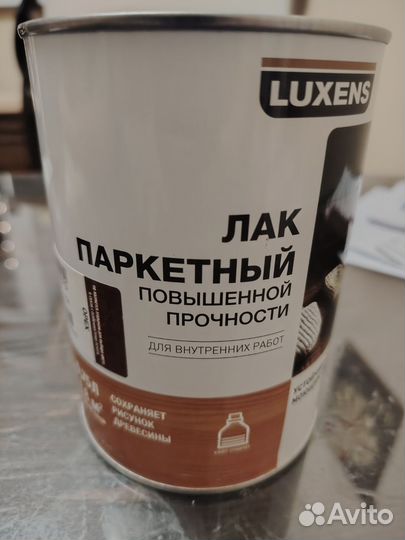 LUXENS
ЛАК
ПАРКЕТНЫЙ
ПОВЫШЕННОЙ
ПРОЧНОСТИ
ДЛЯ ВНУТРЕННИХ РАБОТ
СОХРАНЯЕТ
РИСУНОК
ДРЕВЕСИНЫ
Avito